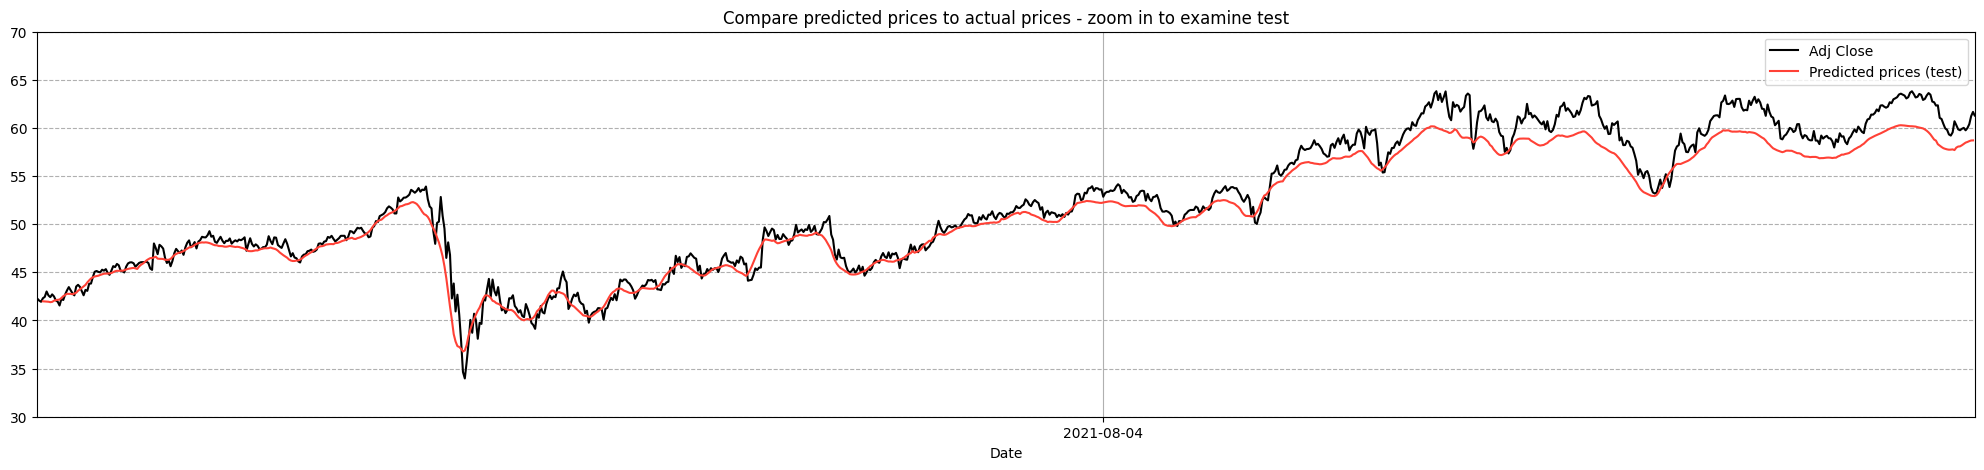 Compare predicted prices to actual prices - zoom in to examine test
70
65
60
55
50
45
40
35
30
Adj Close
Predicted prices (test)
2021-08-04
Date